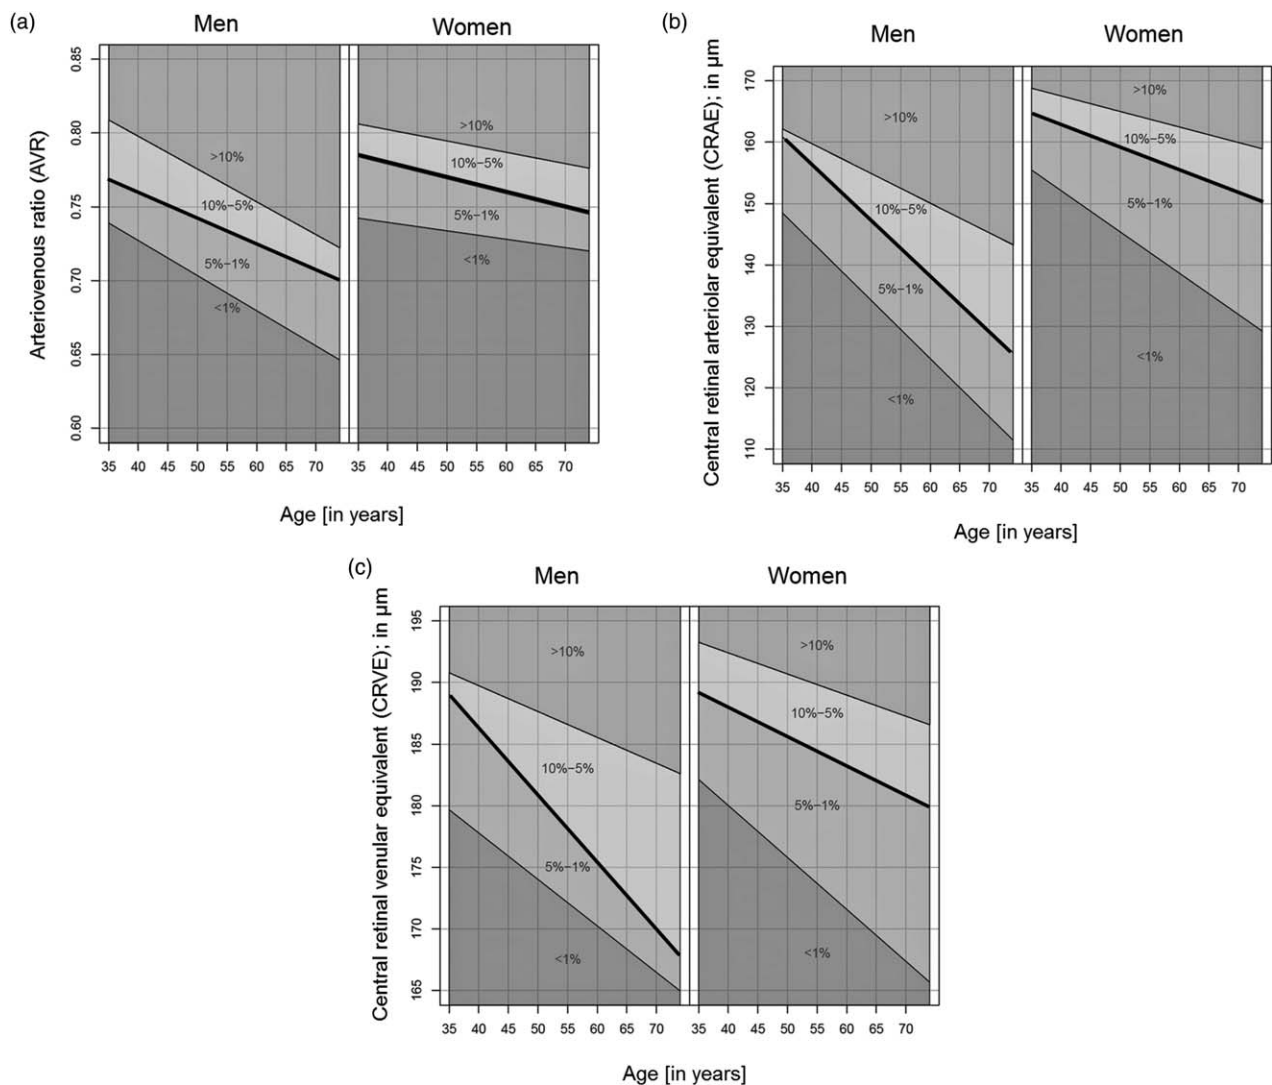 (a)
Men
Women
Arteriovenous ratio (AVR)
0.85
0.80
0.75
0.70
0.65
0.60
>10%
10%–5%
5%–1%
<1%
>10%
10%–5%
5%–1%
<1%
35 40 45 50 55 60 65 70
35 40 45 50 55 60 65 70
Age [in years]
(b)
Men
Women
Central retinal arteriolar equivalent (CRAE); in µm
170
160
150
140
130
120
110
>10%
10%–5%
5%–1%
<1%
>10%
10%–5%
5%–1%
<1%
35 40 45 50 55 60 65 70
35 40 45 50 55 60 65 70
Age [in years]
(c)
Men
Women
Central retinal venular equivalent (CRVE); in µm
195
190
185
180
175
170
165
>10%
10%–5%
5%–1%
<1%
>10%
10%–5%
5%–1%
<1%
35 40 45 50 55 60 65 70
35 40 45 50 55 60 65 70
Age [in years]